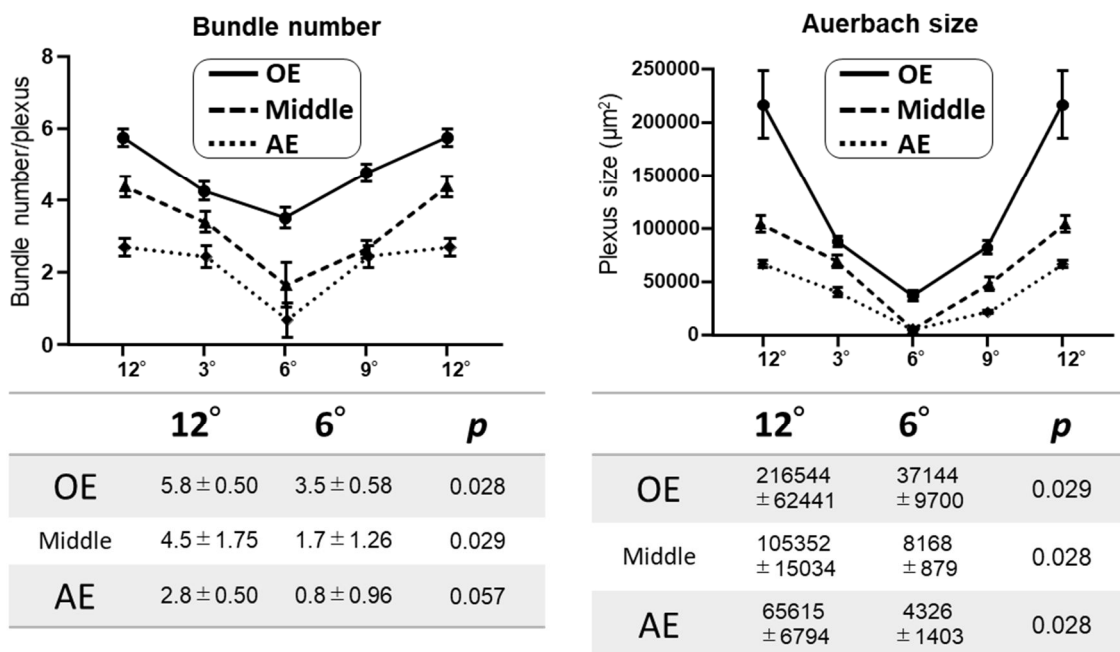 Bundle number
Bundle number/plexus
8
6
4
2
0
OE
Middle
AE
12°
3°
6°
9°
12°
12° 6° p
OE 5.8 ± 0.50 3.5 ± 0.58 0.028
Middle 4.5 ± 1.75 1.7 ± 1.26 0.029
AE 2.8 ± 0.50 0.8 ± 0.96 0.057
Auerbach size
Plexus size (µm²)
250000
200000
150000
100000
50000
0
OE
Middle
AE
12°
3°
6°
9°
12°
12° 6° p
OE 216544 37144 0.029
± 62441 ± 9700
Middle 105352 8168 0.028
± 15034 ± 879
AE 65615 4326 0.028
± 6794 ± 1403